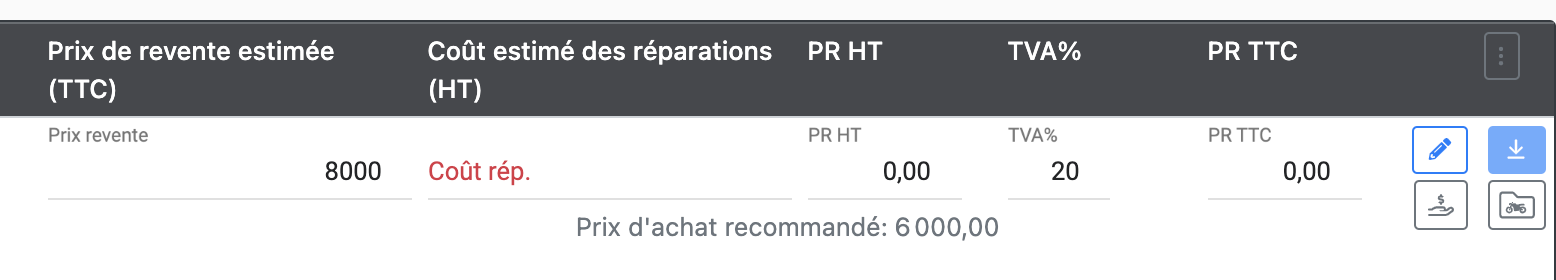 Prix de revente estimée
(TTC)
Coût estimé des réparations
(HT)
PR HT
TVA%
PR TTC
Prix revente
8000
Coût rép.
PR HT
0,00
TVA%
20
PR TTC
0,00
Prix d'achat recommandé: 6 000,00